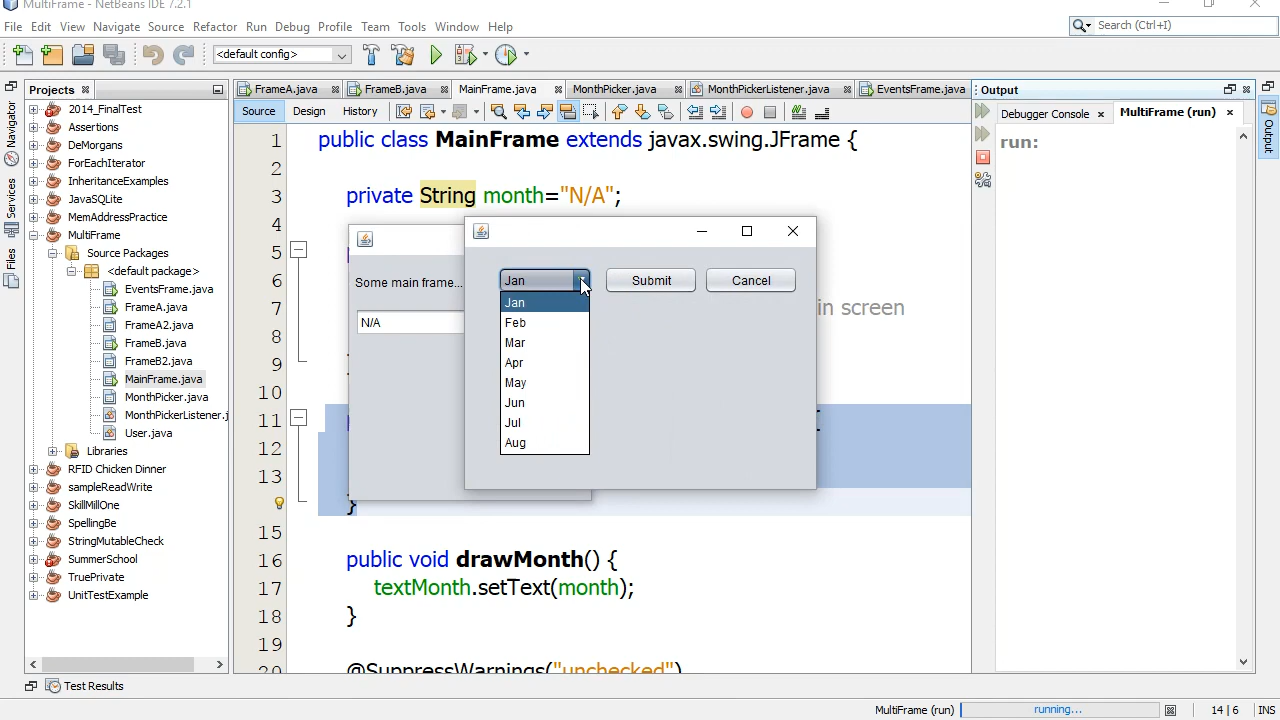 MultiFrame - NetBeans IDE 7.2.1
File Edit View Navigate Source Refactor Run Debug Profile Team Tools Window Help
Search (Ctrl+I)
<default config>
Projects
FrameA.java FrameB.java MainFrame.java MonthPicker.java MonthPickerListener.java EventsFrame.java
Output
Source Design History
Debugger Console MultiFrame (run)
Navigator
Services
Files
2014_FinalTest
Assertions
DeMorgans
ForEachIterator
InheritanceExamples
JavaSQLite
MemAddressPractice
MultiFrame
Source Packages
<default package>
EventsFrame.java
FrameA.java
FrameA2.java
FrameB.java
FrameB2.java
MainFrame.java
MonthPicker.java
MonthPickerListener.j
User.java
Libraries
RFID Chicken Dinner
sampleReadWrite
SkillMillOne
SpellingBe
StringMutableCheck
SummerSchool
TruePrivate
UnitTestExample
1 public class MainFrame extends javax.swing.JFrame {
2
3 private String month="N/A";
4
5
6
7 in screen
8
9
10
11
12
13
}
15
16 public void drawMonth() {
17 textMonth.setText(month);
18 }
19
20 @SuppressWarnings("unchecked")
Some main frame...
N/A
Jan Submit Cancel
Jan
Feb
Mar
Apr
May
Jun
Jul
Aug
run:
Output
Test Results
MultiFrame (run) running... 14 | 6 INS